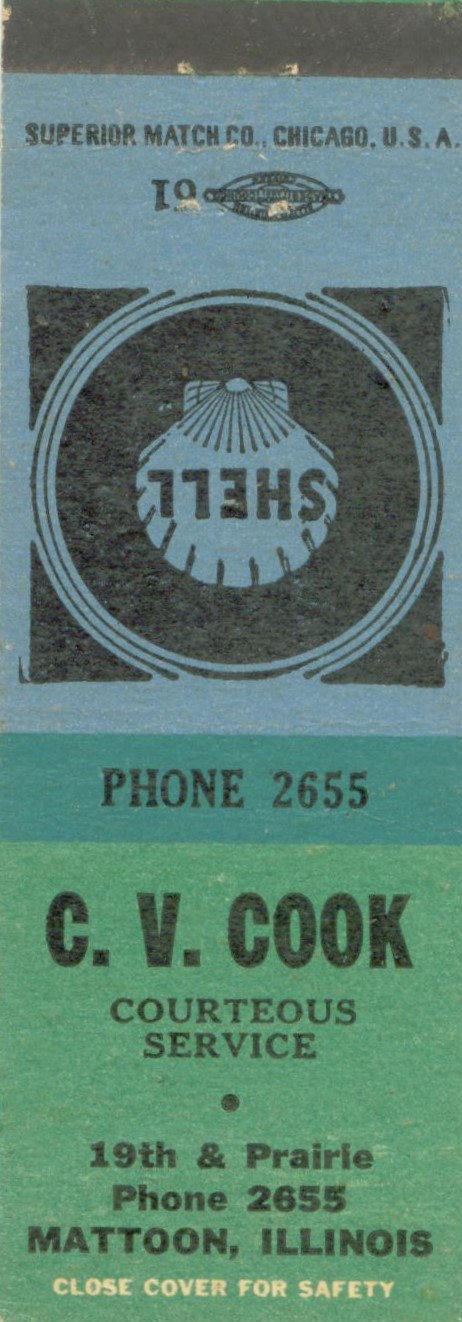 SUPERIOR MATCH CO., CHICAGO, U.S.A.
61
SHELL
PHONE 2655
C. V. COOK
COURTEOUS
SERVICE
19th & Prairie
Phone 2655
MATTOON, ILLINOIS
CLOSE COVER FOR SAFETY